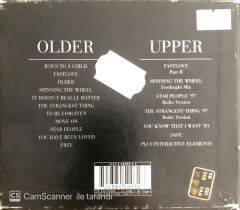 OLDER
JESUS TO A CHILD
FASTLOVE
OLDER
SPINNING THE WHEEL
IT DOESN'T REALLY MATTER
THE STRANGEST THING
TO BE FORGIVEN
MOVE ON
STAR PEOPLE
YOU HAVE BEEN LOVED
FREE
UPPER
FASTLOVE
Part II
SPINNING THE WHEEL
Forthright Mix
STAR PEOPLE '97
Radio Version
THE STRANGEST THING '97
Radio Version
YOU KNOW THAT I WANT TO
SAFE
PLUS INTERACTIVE ELEMENTS
CS CamScanner ile tarandı